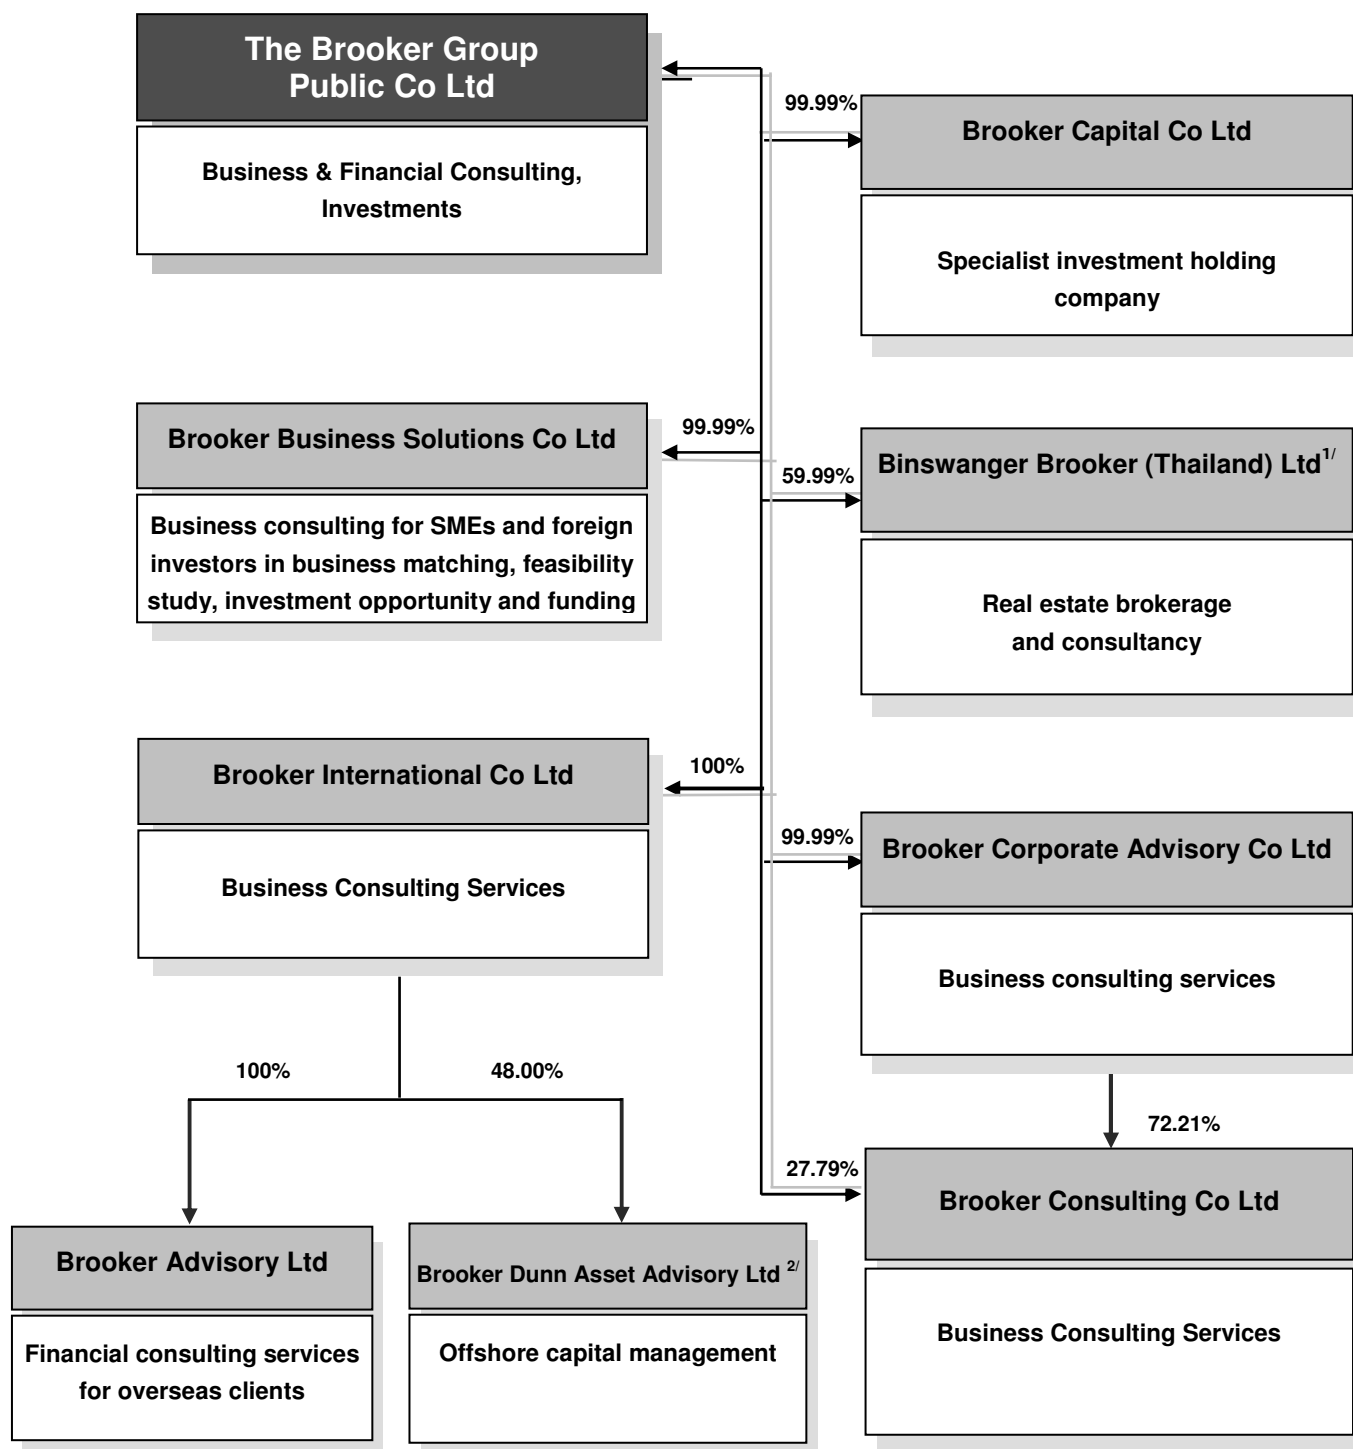 The Brooker Group
Public Co Ltd
Business & Financial Consulting,
Investments
99.99%
Brooker Capital Co Ltd
Specialist investment holding
company
99.99%
Brooker Business Solutions Co Ltd
Business consulting for SMEs and foreign
investors in business matching, feasibility
study, investment opportunity and funding
59.99%
Binswanger Brooker (Thailand) Ltd1/
Real estate brokerage
and consultancy
100%
Brooker International Co Ltd
Business Consulting Services
99.99%
Brooker Corporate Advisory Co Ltd
Business consulting services
100%
48.00%
72.21%
27.79%
Brooker Consulting Co Ltd
Business Consulting Services
Brooker Advisory Ltd
Financial consulting services
for overseas clients
Brooker Dunn Asset Advisory Ltd 2/
Offshore capital management